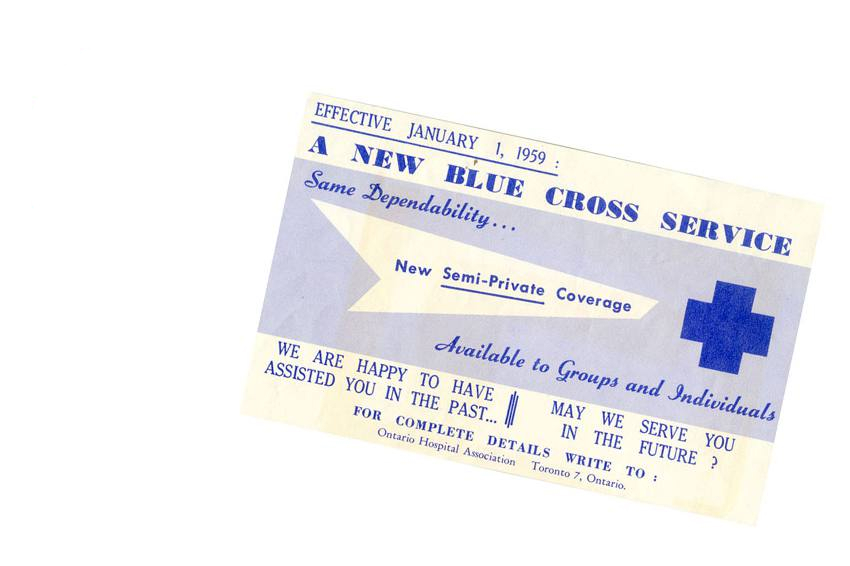 EFFECTIVE JANUARY 1, 1959 :
A NEW BLUE CROSS SERVICE
Same Dependability...
New Semi-Private Coverage
Available to Groups and Individuals
WE ARE HAPPY TO HAVE
ASSISTED YOU IN THE PAST...
MAY WE SERVE YOU
IN THE FUTURE ?
FOR COMPLETE DETAILS WRITE TO :
Ontario Hospital Association Toronto 7, Ontario.